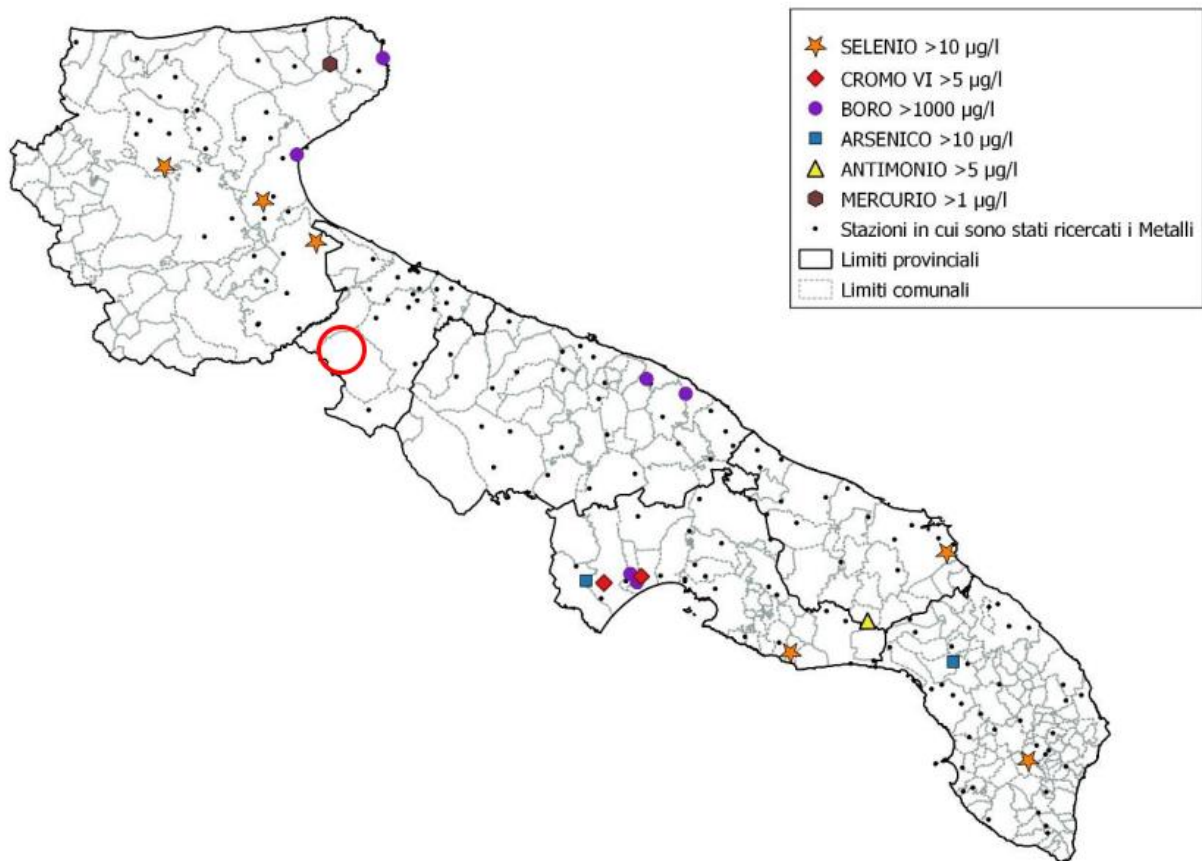 SELENIO >10 µg/l
CROMO VI >5 µg/l
BORO >1000 µg/l
ARSENICO >10 µg/l
ANTIMONIO >5 µg/l
MERCURIO >1 µg/l
Stazioni in cui sono stati ricercati i Metalli
Limiti provinciali
Limiti comunali